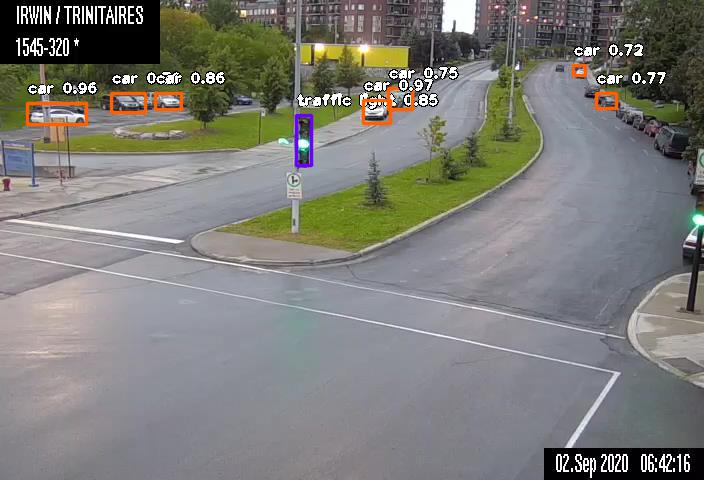 IRWIN / TRINITAIRES
1545-320 *
car 0.72
car 0.75
car 0.86
car 0.96
car 0.97
car 0.77
traffic light 0.85
02.Sep 2020 06:42:16